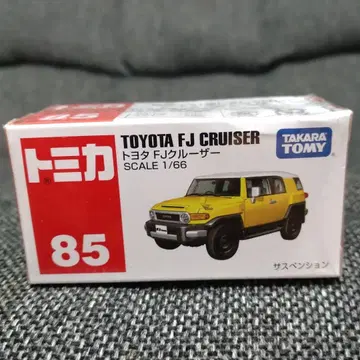 85
TOYOTA FJ CRUISER
トヨタ FJクルーザー
SCALE 1/66
TAKARA
TOMY
トミカ
85
サスペンション